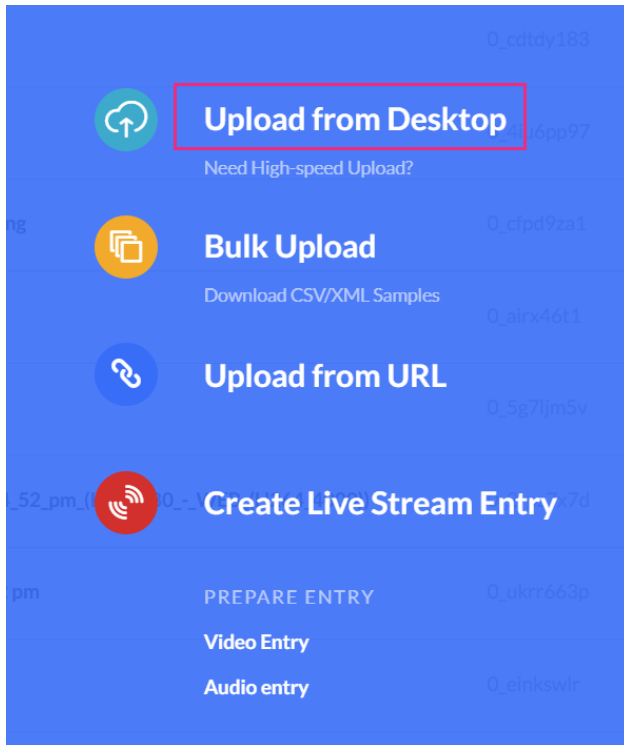 0_cdtdy183
Upload from Desktop
Need High-speed Upload?
ng
0_cfpd9za1
Bulk Upload
Download CSV/XML Samples
0_airx46t1
Upload from URL
0_5g7ljm5v
Create Live Stream Entry
pm
PREPARE ENTRY
0_ukrr663p
Video Entry
Audio entry
0_einkswlr